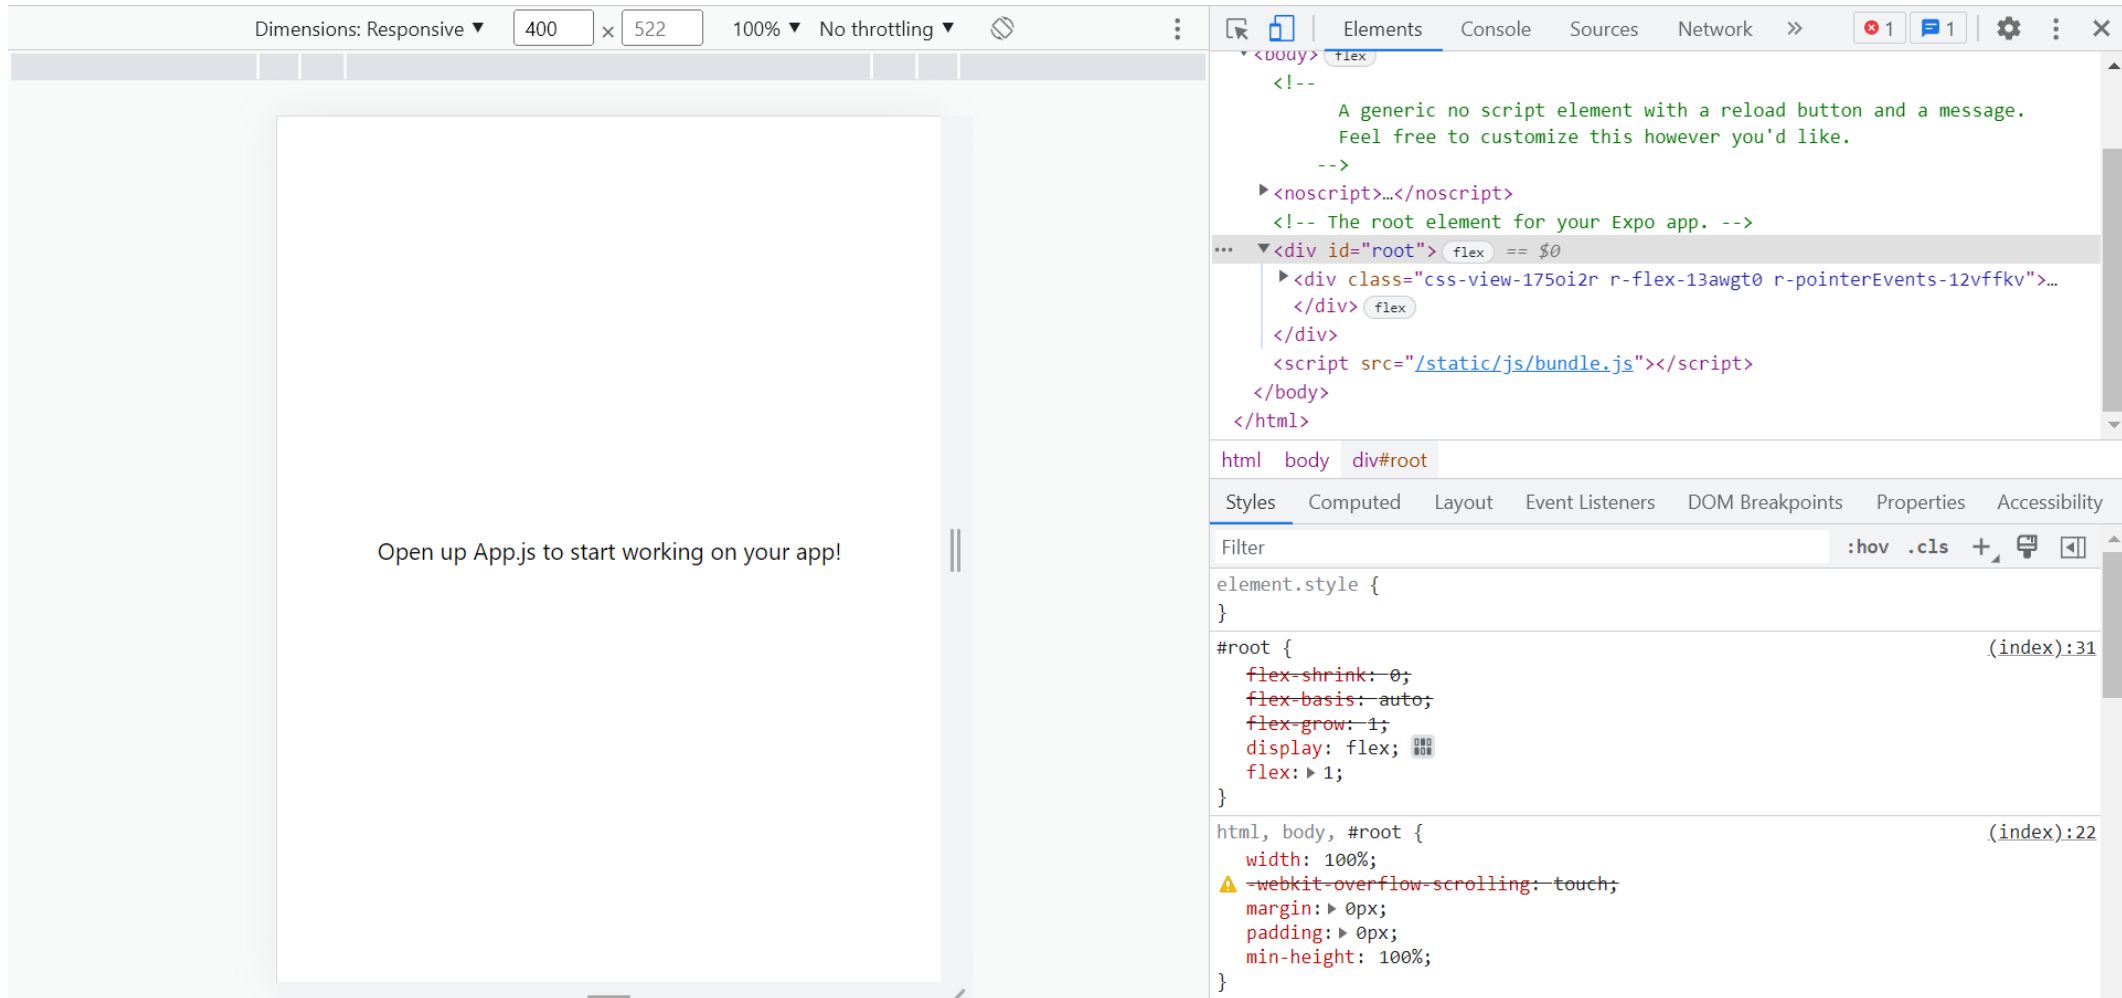 Dimensions: Responsive ▼ 400 × 522 100% ▼ No throttling ▼
Open up App.js to start working on your app!
Elements Console Sources Network » 1 1
<body> flex
<!--
A generic no script element with a reload button and a message.
Feel free to customize this however you'd like.
-->
<noscript>…</noscript>
<!-- The root element for your Expo app. -->
<div id="root"> flex == $0
<div class="css-view-175oi2r r-flex-13awgt0 r-pointerEvents-12vffkv">…
</div> flex
</div>
<script src="/static/js/bundle.js"></script>
</body>
</html>
html body div#root
Styles Computed Layout Event Listeners DOM Breakpoints Properties Accessibility
Filter :hov .cls +
element.style {
}
#root { (index):31
flex-shrink: 0;
flex-basis: auto;
flex-grow: 1;
display: flex;
flex: 1;
}
html, body, #root { (index):22
width: 100%;
-webkit-overflow-scrolling: touch;
margin: 0px;
padding: 0px;
min-height: 100%;
}